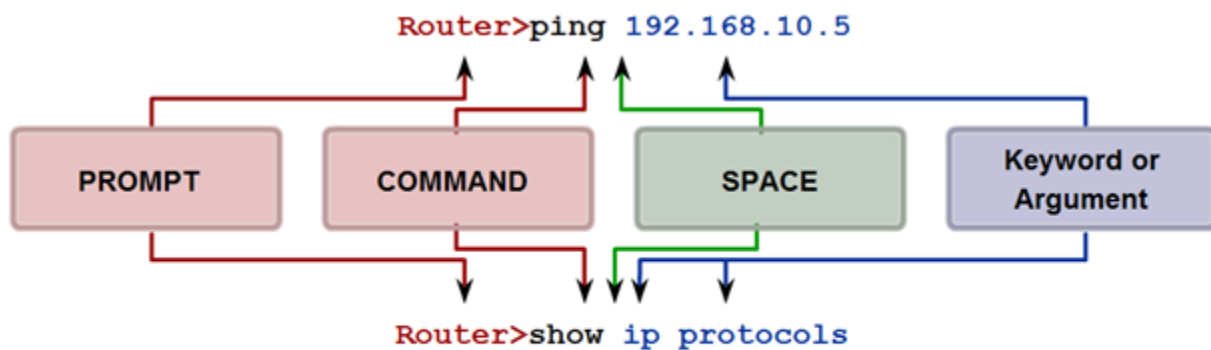 Router>ping 192.168.10.5
PROMPT
COMMAND
SPACE
Keyword or
Argument
Router>show ip protocols